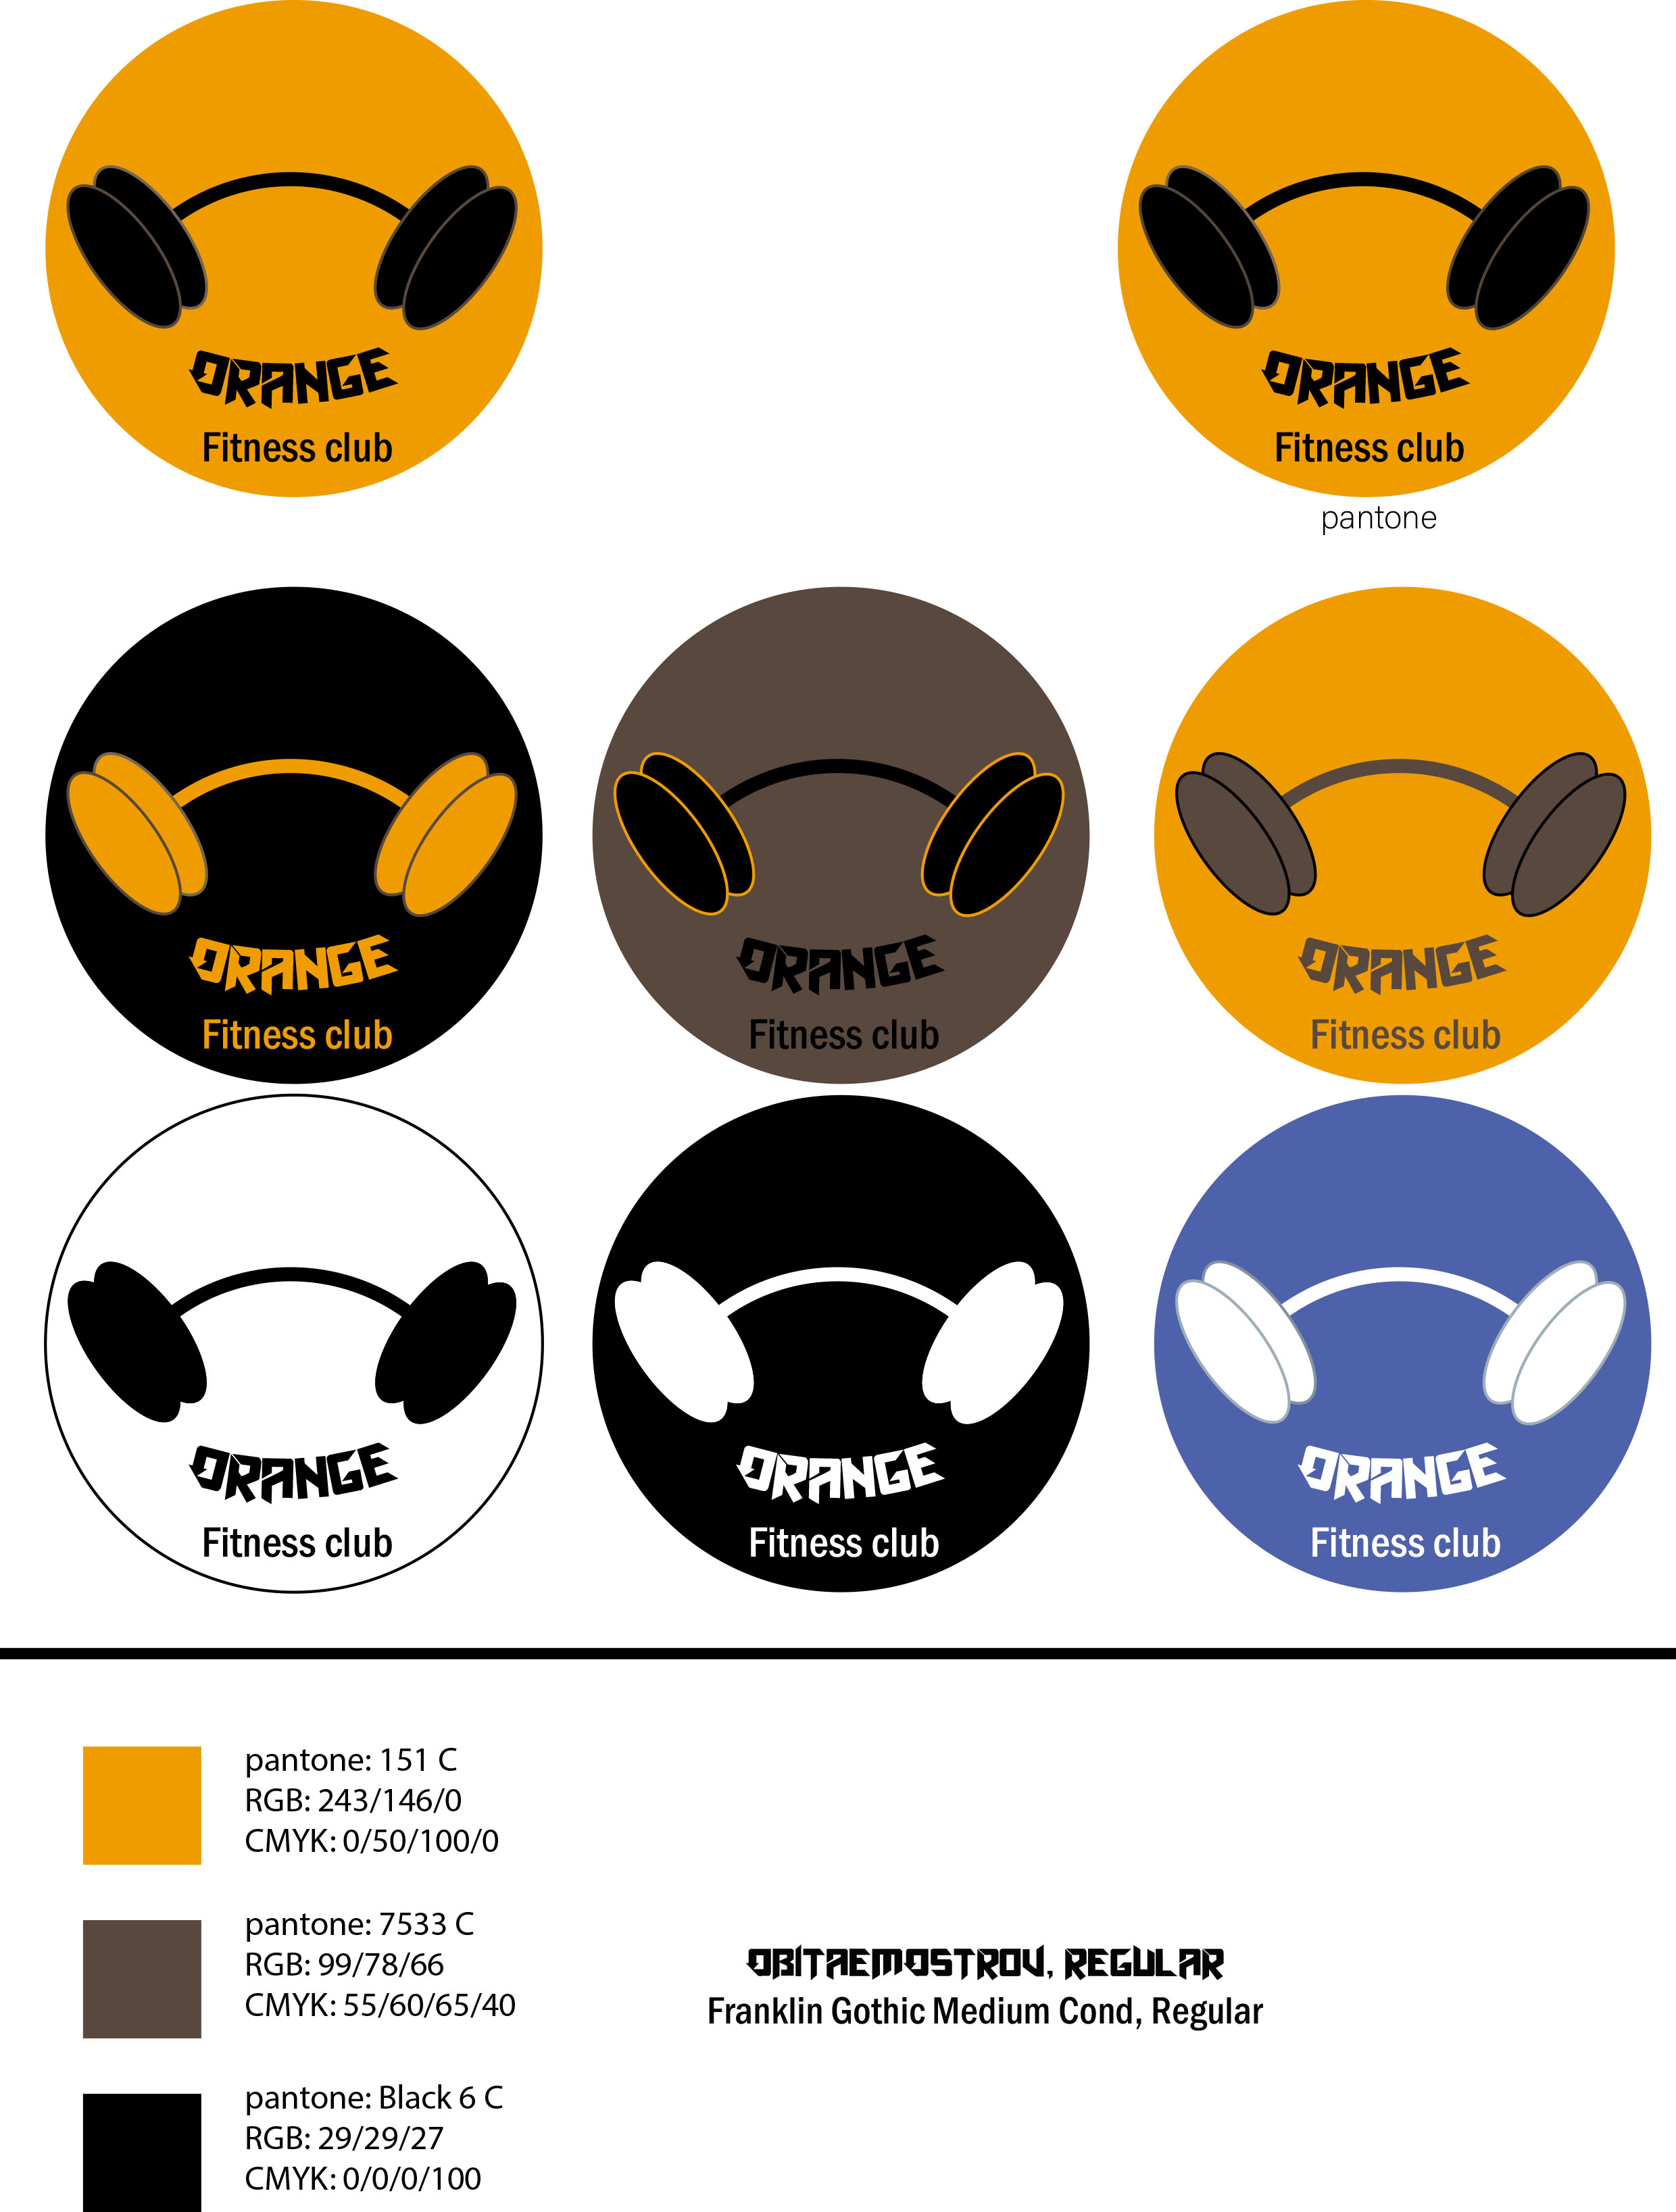 ORANGE
Fitness club
ORANGE
Fitness club
pantone
ORANGE
Fitness club
ORANGE
Fitness club
ORANGE
Fitness club
ORANGE
Fitness club
ORANGE
Fitness club
ORANGE
Fitness club
pantone: 151 C
RGB: 243/146/0
CMYK: 0/50/100/0
pantone: 7533 C
RGB: 99/78/66
CMYK: 55/60/65/40
OBITAEMOSTROV, REGULAR
Franklin Gothic Medium Cond, Regular
pantone: Black 6 C
RGB: 29/29/27
CMYK: 0/0/0/100